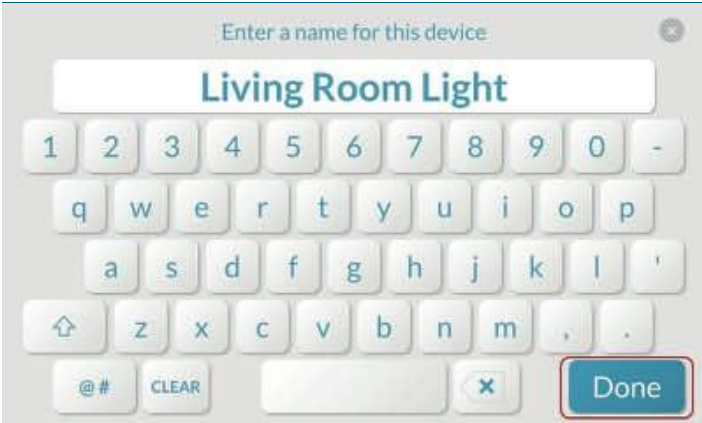 Enter a name for this device
Living Room Light
1 2 3 4 5 6 7 8 9 0 -
q w e r t y u i o p
a s d f g h j k l '
z x c v b n m , .
@# CLEAR Done